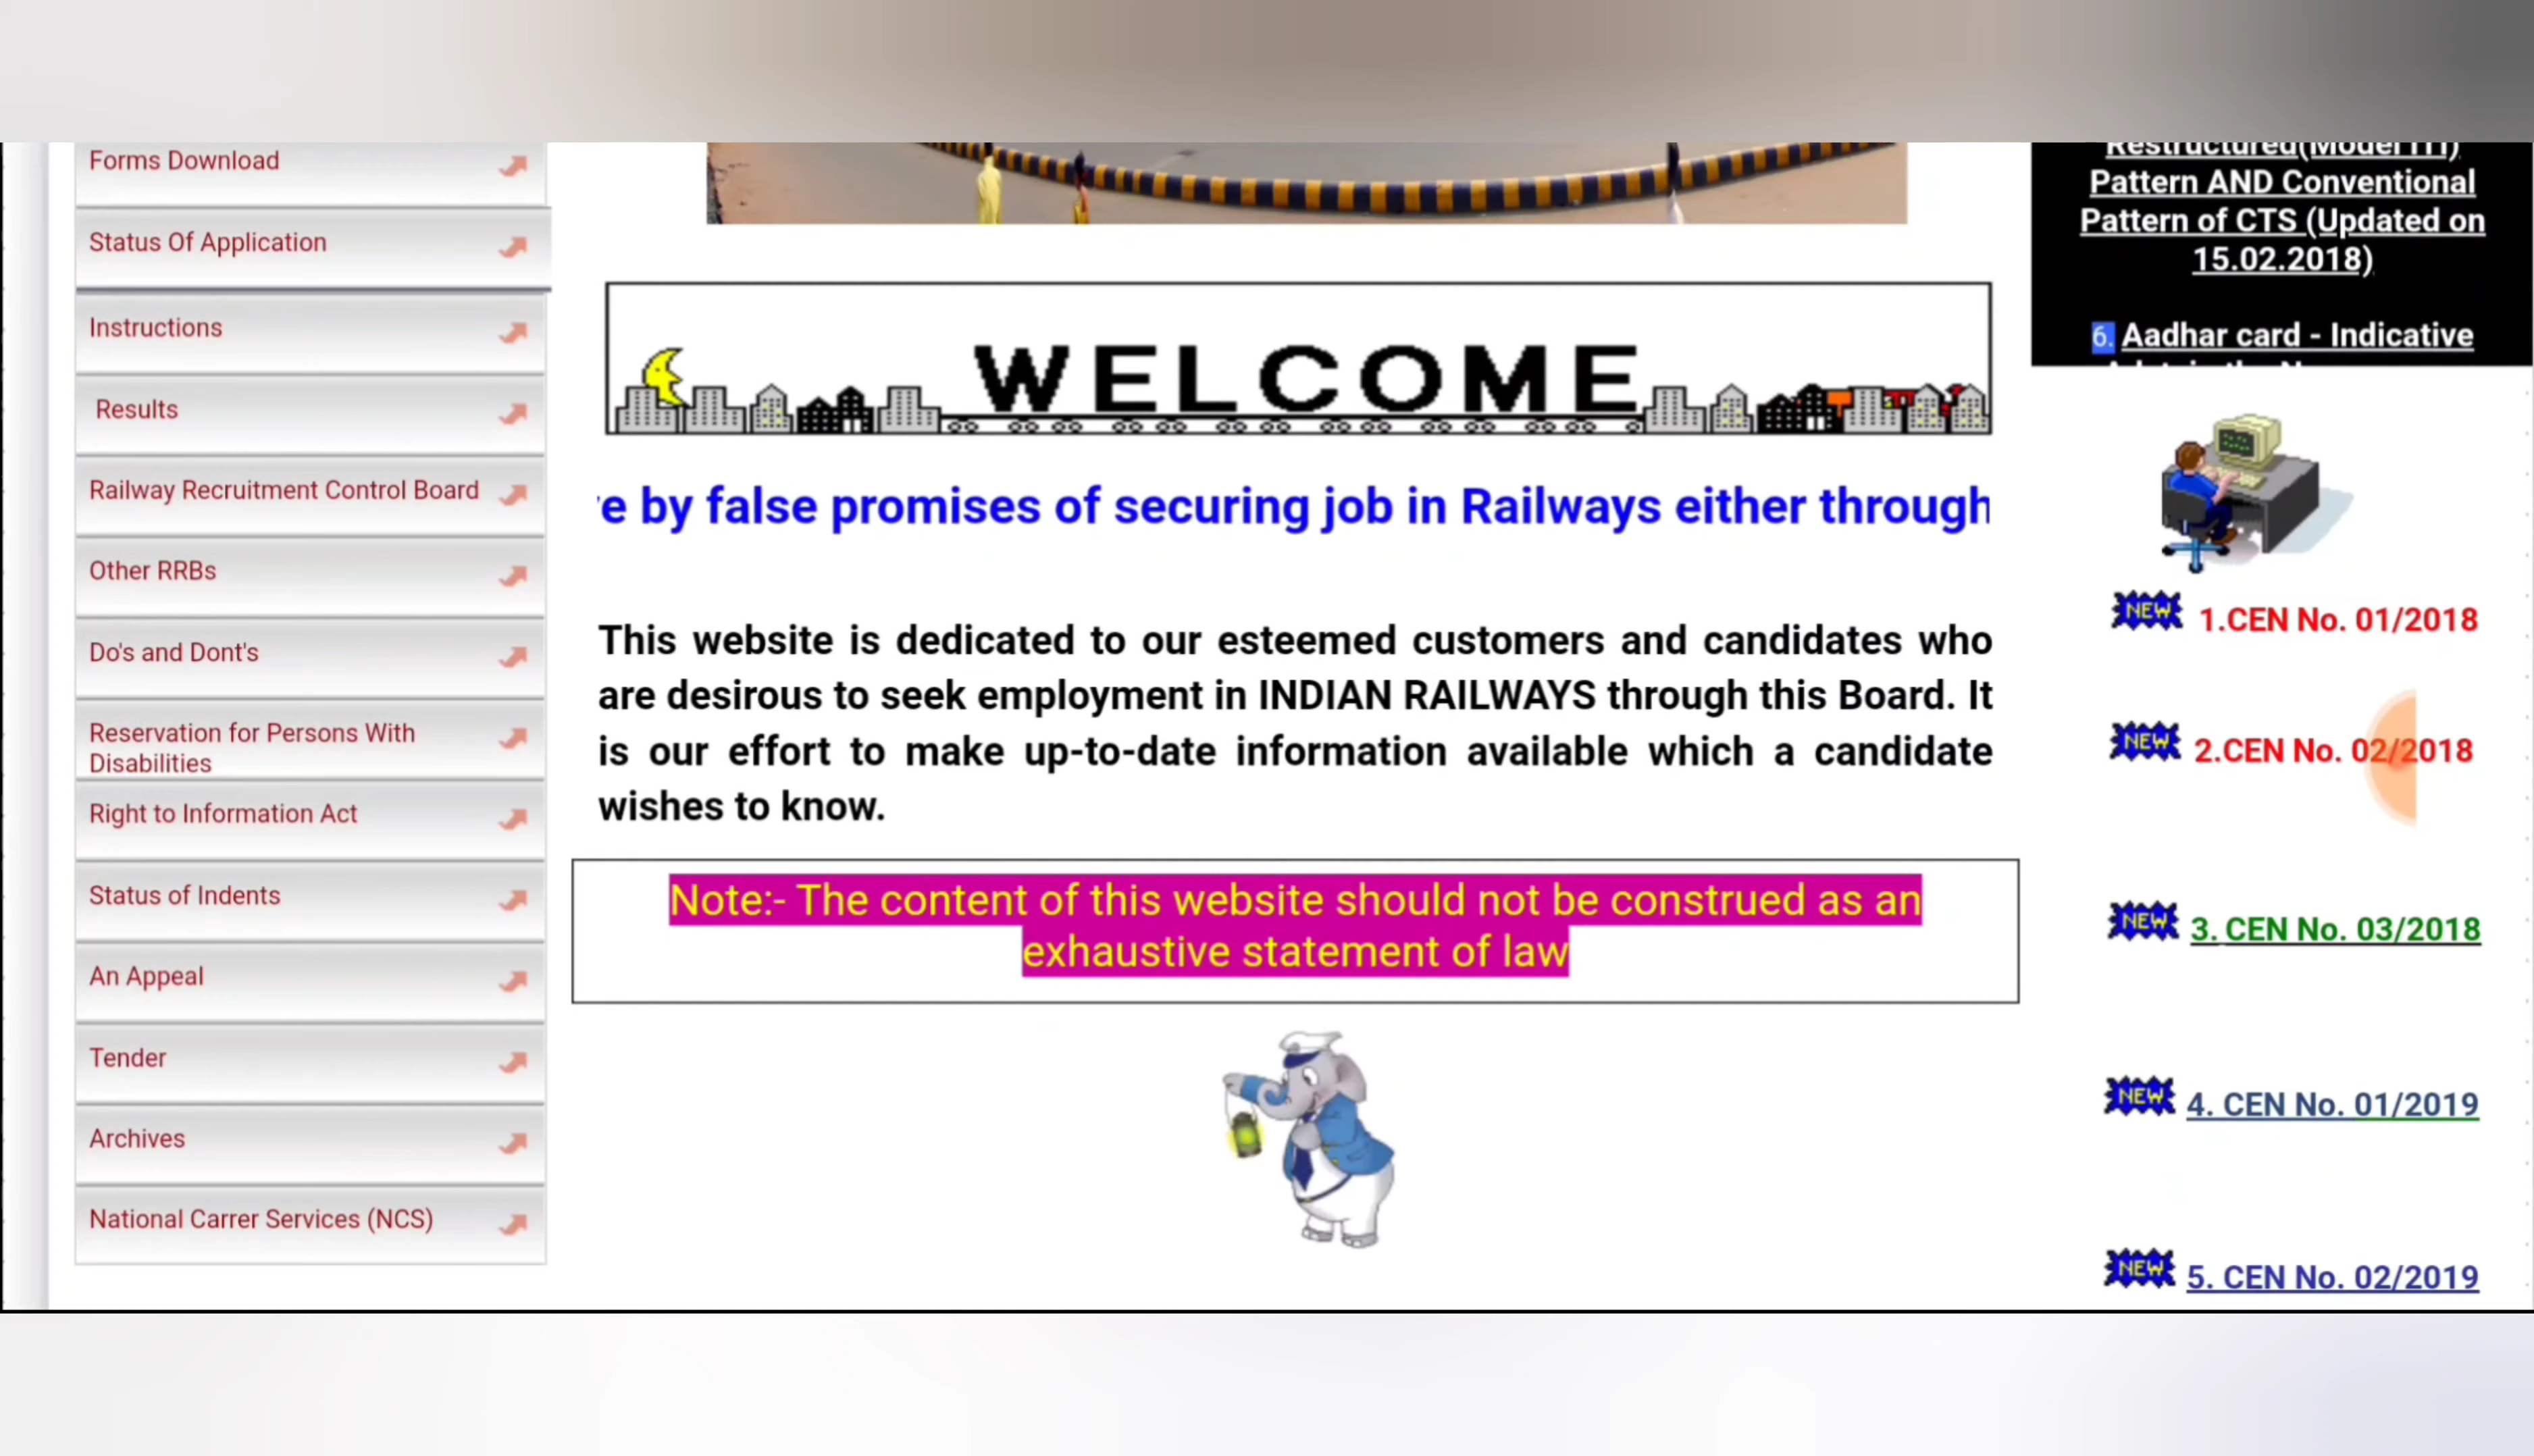 Forms Download
Status Of Application
Instructions
Results
Railway Recruitment Control Board
Other RRBs
Do's and Dont's
Reservation for Persons With
Disabilities
Right to Information Act
Status of Indents
An Appeal
Tender
Archives
National Carrer Services (NCS)
WELCOME
by false promises of securing job in Railways either through
This website is dedicated to our esteemed customers and candidates who
are desirous to seek employment in INDIAN RAILWAYS through this Board. It
is our effort to make up-to-date information available which a candidate
wishes to know.
Note:- The content of this website should not be construed as an
exhaustive statement of law
Restructured(Model ITI)
Pattern AND Conventional
Pattern of CTS (Updated on
15.02.2018)
6. Aadhar card - Indicative
NEW 1.CEN No. 01/2018
NEW 2.CEN No. 02/2018
NEW 3. CEN No. 03/2018
NEW 4. CEN No. 01/2019
NEW 5. CEN No. 02/2019